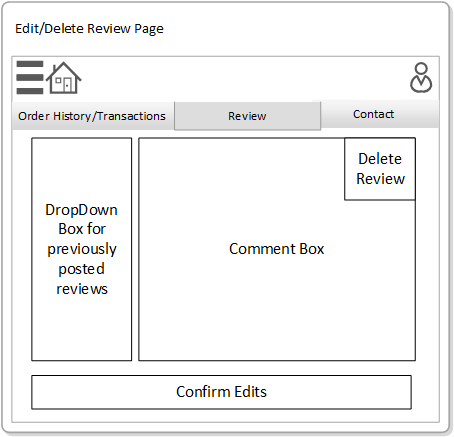 Edit/Delete Review Page
Order History/Transactions
Review
Contact
DropDown
Box for
previously
posted
reviews
Comment Box
Delete
Review
Confirm Edits